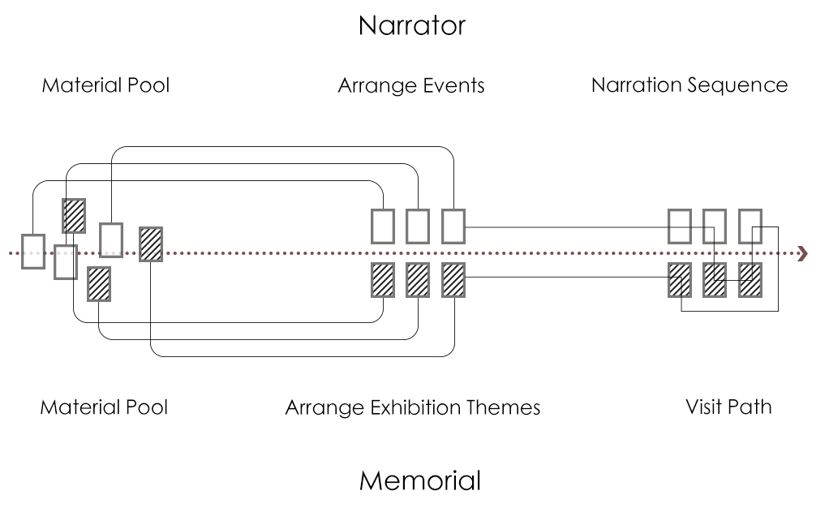 Narrator
Material Pool
Arrange Events
Narration Sequence
Material Pool
Arrange Exhibition Themes
Visit Path
Memorial